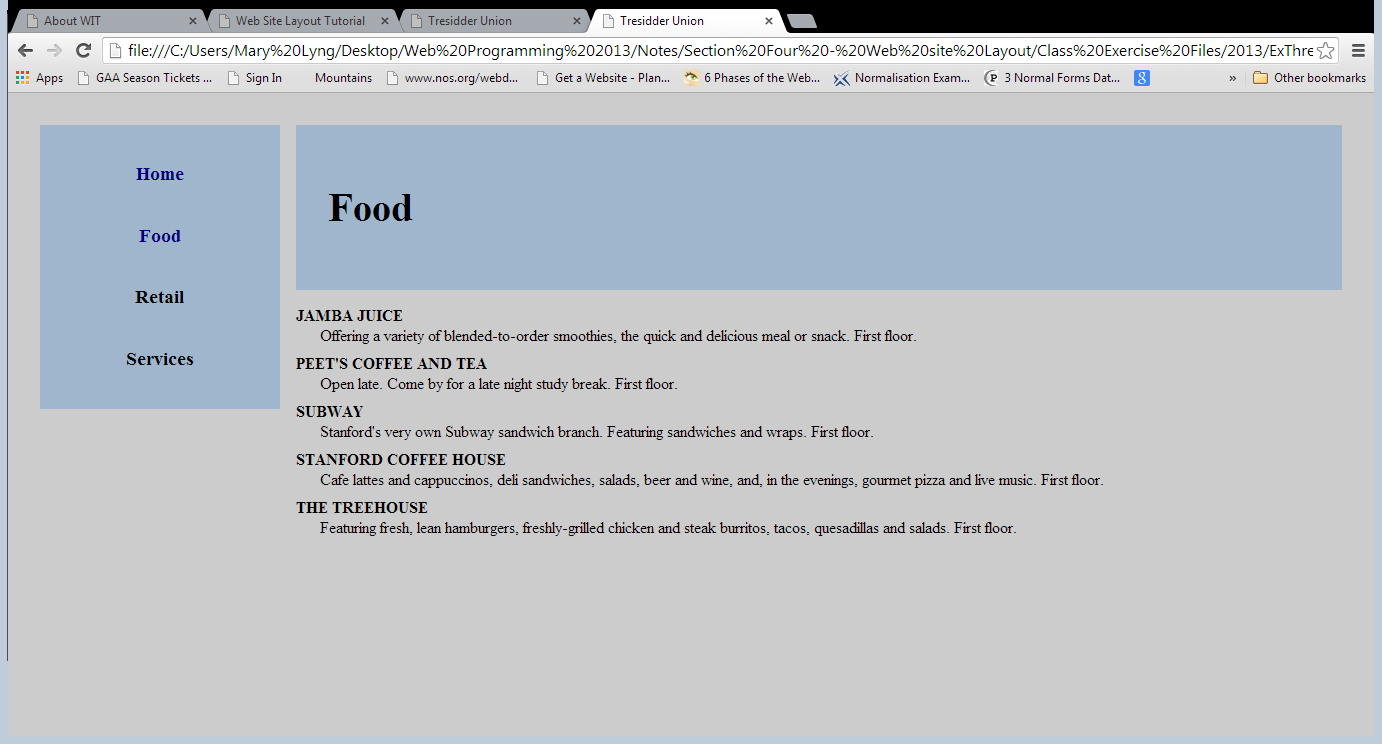 About WIT
Web Site Layout Tutorial
Tresidder Union
Tresidder Union
file:///C:/Users/Mary%20Lyng/Desktop/Web%20Programming%202013/Notes/Section%20Four%20-%20Web%20site%20Layout/Class%20Exercise%20Files/2013/ExThre
Apps
GAA Season Tickets ...
Sign In
Mountains
www.nos.org/webd...
Get a Website - Plan...
6 Phases of the Web...
Normalisation Exam...
3 Normal Forms Dat...
»
Other bookmarks
Home
Food
Retail
Services
Food
JAMBA JUICE
Offering a variety of blended-to-order smoothies, the quick and delicious meal or snack. First floor.
PEET'S COFFEE AND TEA
Open late. Come by for a late night study break. First floor.
SUBWAY
Stanford's very own Subway sandwich branch. Featuring sandwiches and wraps. First floor.
STANFORD COFFEE HOUSE
Cafe lattes and cappuccinos, deli sandwiches, salads, beer and wine, and, in the evenings, gourmet pizza and live music. First floor.
THE TREEHOUSE
Featuring fresh, lean hamburgers, freshly-grilled chicken and steak burritos, tacos, quesadillas and salads. First floor.